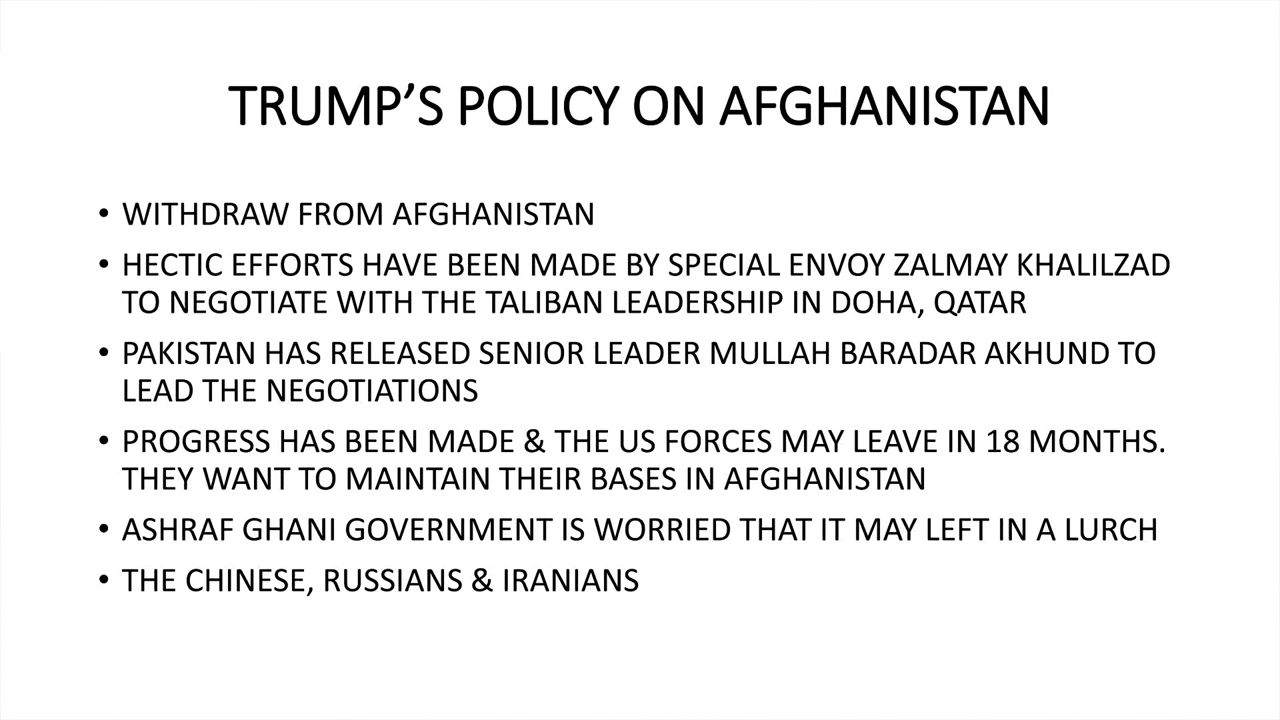 TRUMP’S POLICY ON AFGHANISTAN
• WITHDRAW FROM AFGHANISTAN
• HECTIC EFFORTS HAVE BEEN MADE BY SPECIAL ENVOY ZALMAY KHALILZAD
TO NEGOTIATE WITH THE TALIBAN LEADERSHIP IN DOHA, QATAR
• PAKISTAN HAS RELEASED SENIOR LEADER MULLAH BARADAR AKHUND TO
LEAD THE NEGOTIATIONS
• PROGRESS HAS BEEN MADE & THE US FORCES MAY LEAVE IN 18 MONTHS.
THEY WANT TO MAINTAIN THEIR BASES IN AFGHANISTAN
• ASHRAF GHANI GOVERNMENT IS WORRIED THAT IT MAY LEFT IN A LURCH
• THE CHINESE, RUSSIANS & IRANIANS